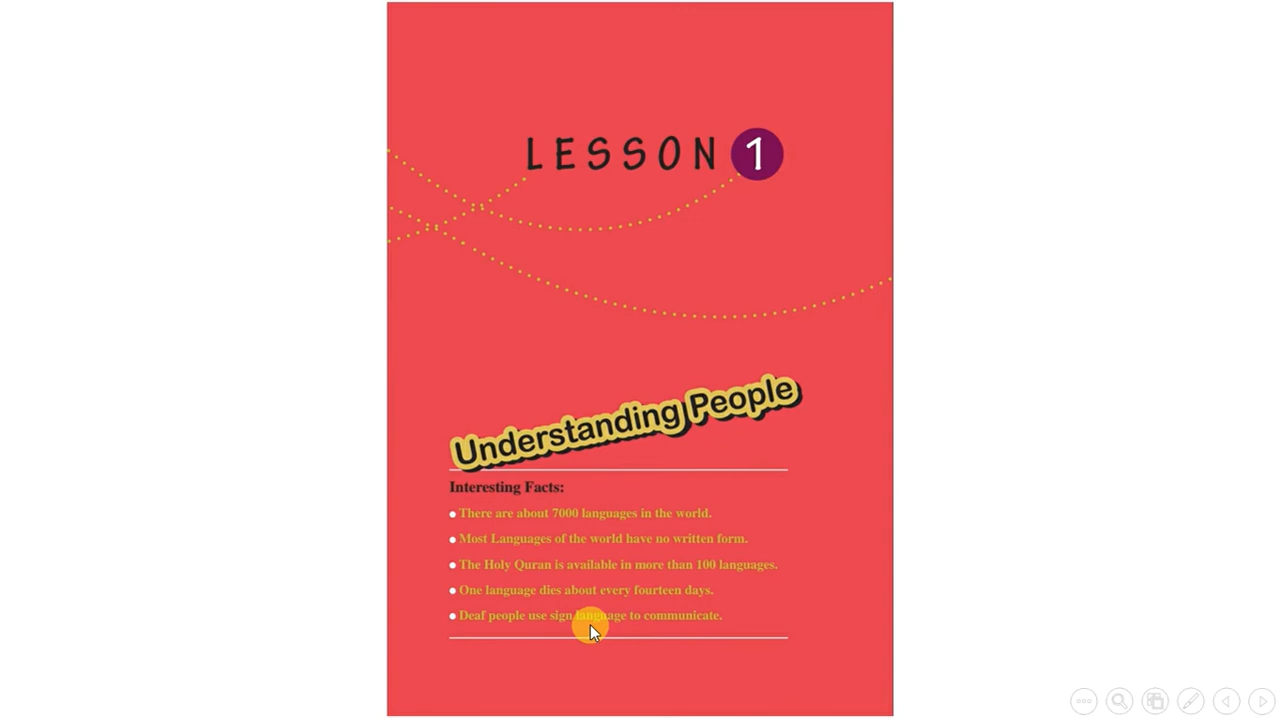 LESSON 1
Understanding People
Interesting Facts:
There are about 7000 languages in the world.
Most Languages of the world have no written form.
The Holy Quran is available in more than 100 languages.
One language dies about every fourteen days.
Deaf people use sign language to communicate.